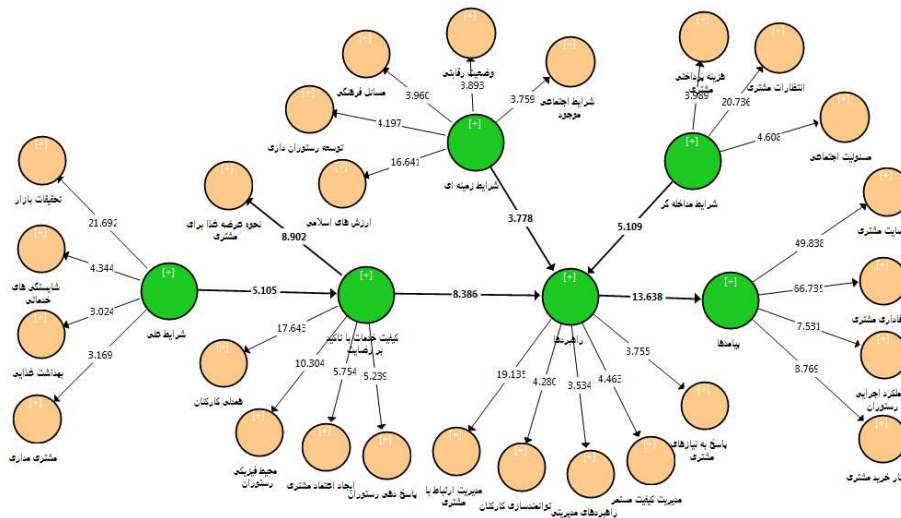 وضعیت رقابتی
3.893
مسائل فرهنگی
3.960
شرایط اجتماعی
موجود
3.759
توسعه رستوران داری
4.197
ارزش های اسلامی
16.641
شرایط زمینه ای
هزینه پرداختی
مشتری
3.989
انتظارات مشتری
20.736
مسئولیت اجتماعی
4.608
شرایط مداخله گر
تحقیقات بازار
21.692
شایستگی های
خدماتی
4.344
بهداشت غذایی
3.024
مشتری مداری
3.169
شرایط علی
نحوه عرضه غذا برای
مشتری
8.902
3.778
5.109
5.105
8.386
13.638
کیفیت خدمات با تاکید
بر رضایت
راهبردها
پیامدها
همدلی کارکنان
17.643
محیط فیزیکی
رستوران
10.304
ایجاد اعتماد مشتری
5.754
پاسخ دهی رستوران
5.239
مدیریت ارتباط با
مشتری
19.135
توانمندسازی کارکنان
4.280
راهبردهای مدیریتی
3.534
مدیریت کیفیت مستمر
4.463
پاسخ به نیازهای
مشتری
3.755
مشتری
49.838
مشتری
66.735
اجرایی
رستوران
7.531
خرید مشتری
8.769
[+]